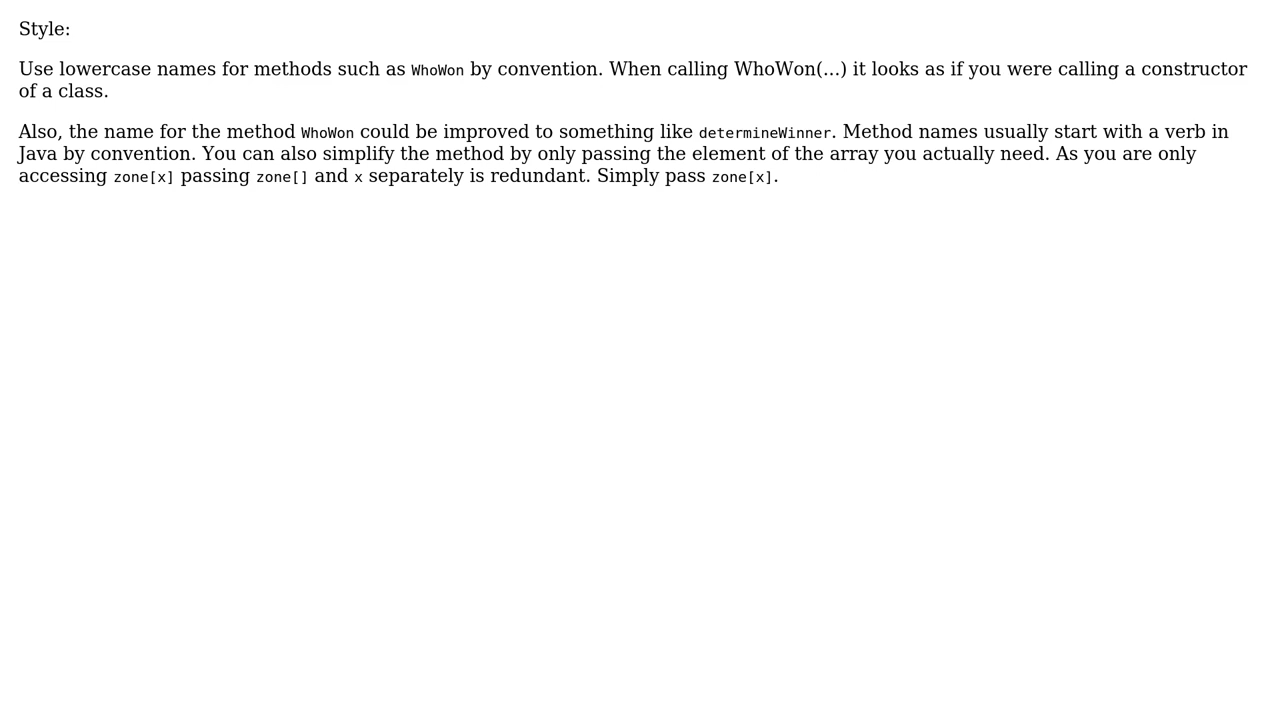 Style:
Use lowercase names for methods such as WhoWon by convention. When calling WhoWon(...) it looks as if you were calling a constructor
of a class.
Also, the name for the method WhoWon could be improved to something like determineWinner. Method names usually start with a verb in
Java by convention. You can also simplify the method by only passing the element of the array you actually need. As you are only
accessing zone[x] passing zone[] and x separately is redundant. Simply pass zone[x].